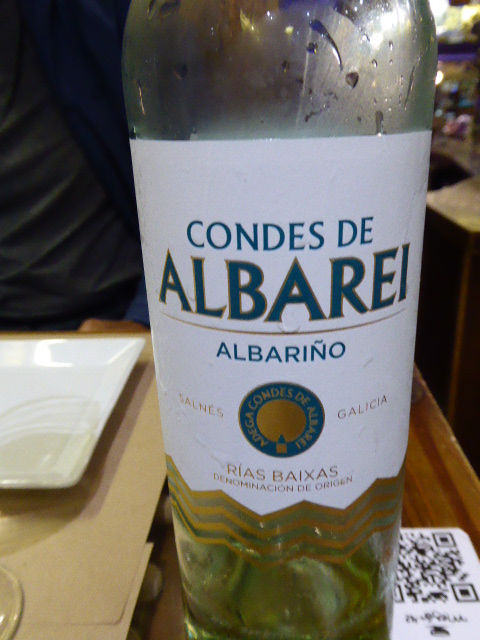 CONDES DE
ALBAREI
ALBARIÑO
SALNÉS
GALICIA
ADEGA CONDES DE ALBAREI
RÍAS BAIXAS
DENOMINACIÓN DE ORIGEN